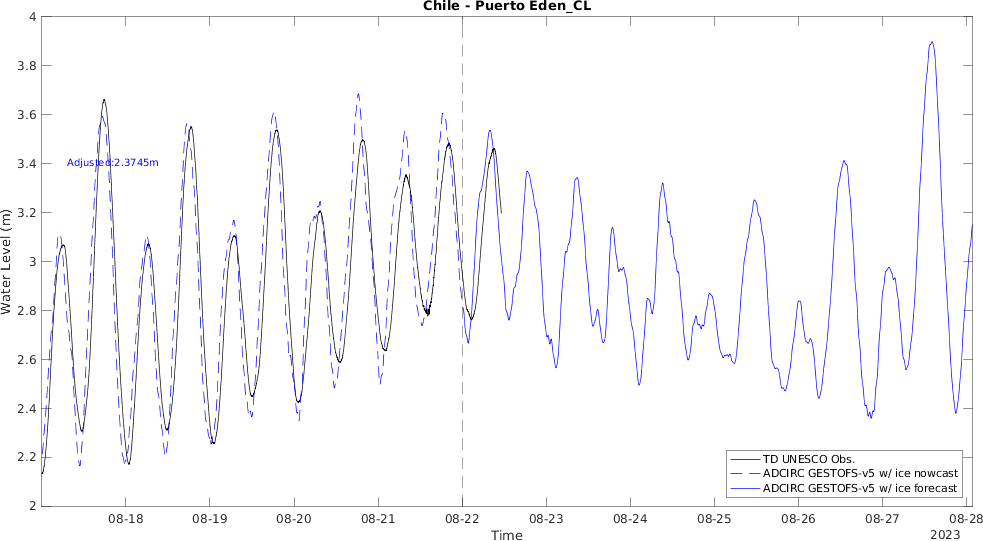 Chile - Puerto Eden_CL
Water Level (m)
4
3.8
3.6
3.4
3.2
3
2.8
2.6
2.4
2.2
2
Adjusted:2.3745m
TD UNESCO Obs.
ADCIRC GESTOFS-v5 w/ ice nowcast
ADCIRC GESTOFS-v5 w/ ice forecast
08-18 08-19 08-20 08-21 08-22 08-23 08-24 08-25 08-26 08-27 08-28
Time
2023